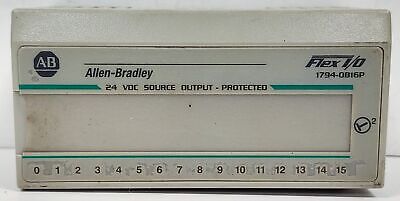 AB
Allen-Bradley
Flex I/O
1794-OB16P
24 VDC SOURCE OUTPUT - PROTECTED
2
0 1 2 3 4 5 6 7 8 9 10 11 12 13 14 15